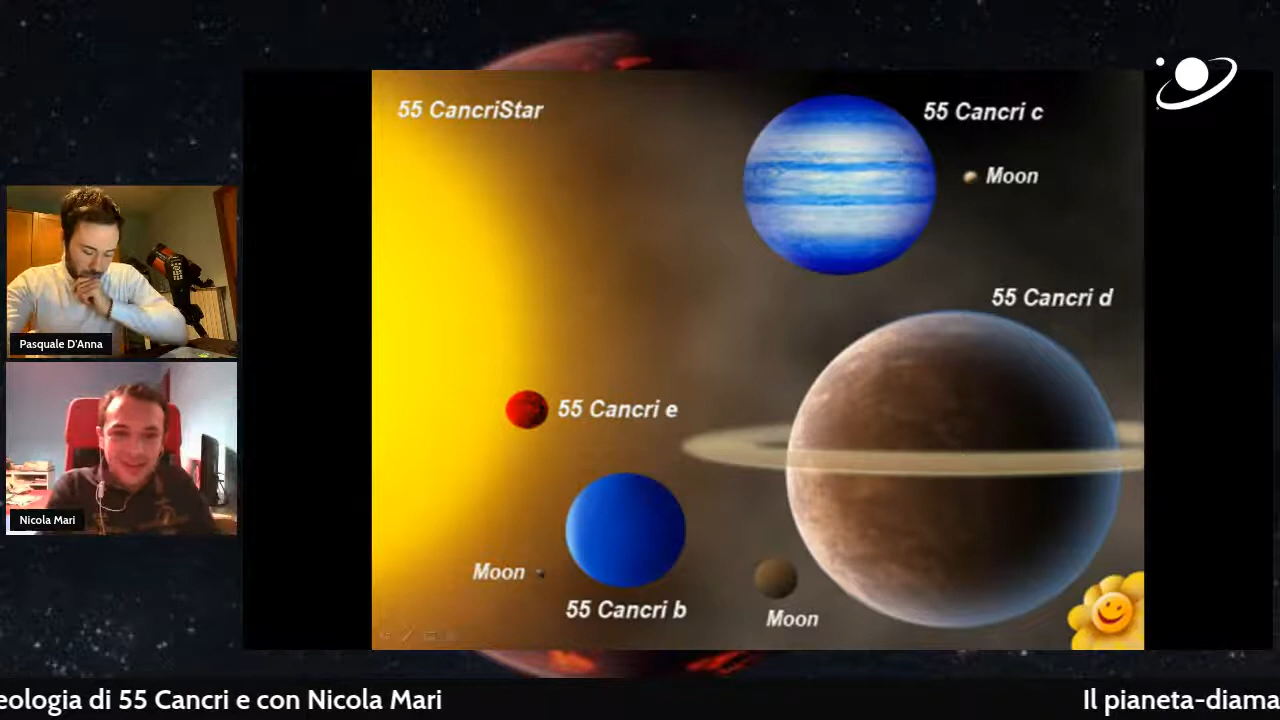 55 CancriStar
55 Cancri c
Moon
55 Cancri d
55 Cancri e
Moon
55 Cancri b
Moon
Pasquale D'Anna
Nicola Mari
eologia di 55 Cancri e con Nicola Mari
Il pianeta-diama